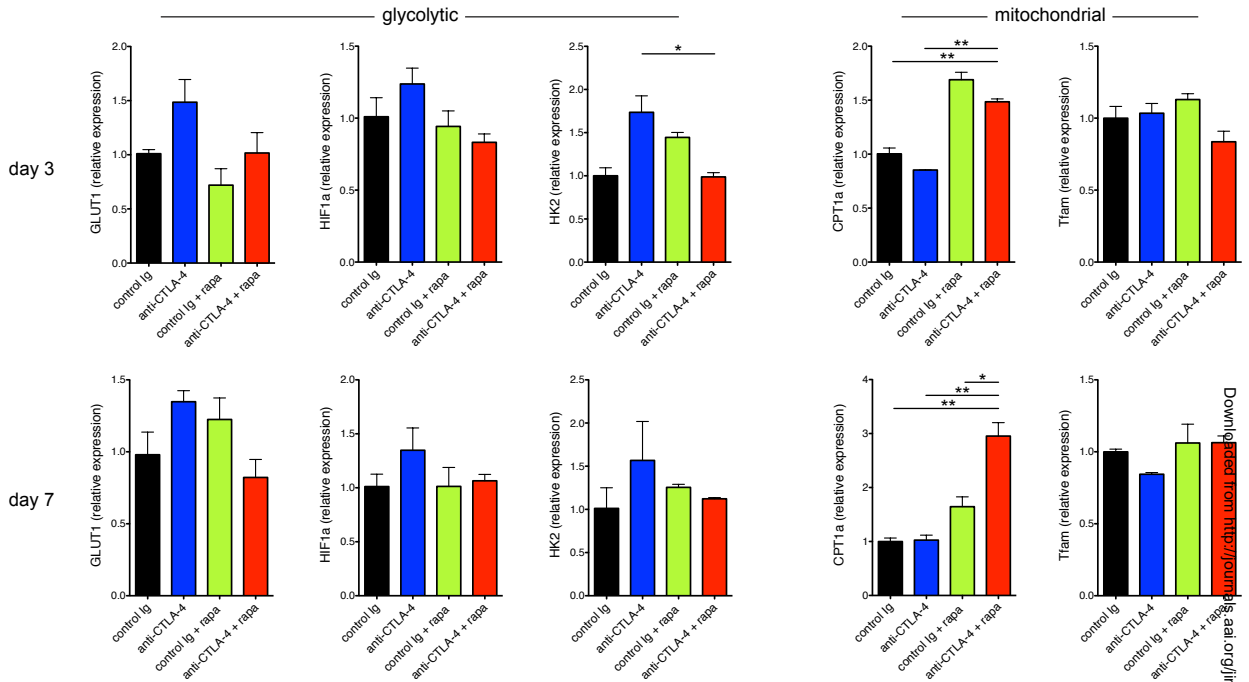 glycolytic
mitochondrial
day 3
GLUT1 (relative expression)
2.0
1.5
1.0
0.5
0.0
control Ig
anti-CTLA-4
control Ig + rapa
anti-CTLA-4 + rapa
HIF1a (relative expression)
1.5
1.0
0.5
0.0
control Ig
anti-CTLA-4
control Ig + rapa
anti-CTLA-4 + rapa
HK2 (relative expression)
2.5
2.0
1.5
1.0
0.5
0.0
*
control Ig
anti-CTLA-4
control Ig + rapa
anti-CTLA-4 + rapa
CPT1a (relative expression)
2.0
1.5
1.0
0.5
0.0
**
**
control Ig
anti-CTLA-4
control Ig + rapa
anti-CTLA-4 + rapa
Tfam (relative expression)
1.5
1.0
0.5
0.0
control Ig
anti-CTLA-4
control Ig + rapa
anti-CTLA-4 + rapa
day 7
GLUT1 (relative expression)
1.5
1.0
0.5
0.0
control Ig
anti-CTLA-4
control Ig + rapa
anti-CTLA-4 + rapa
HIF1a (relative expression)
2.0
1.5
1.0
0.5
0.0
control Ig
anti-CTLA-4
control Ig + rapa
anti-CTLA-4 + rapa
HK2 (relative expression)
2.5
2.0
1.5
1.0
0.5
0.0
control Ig
anti-CTLA-4
control Ig + rapa
anti-CTLA-4 + rapa
CPT1a (relative expression)
4
3
2
1
0
*
**
**
control Ig
anti-CTLA-4
control Ig + rapa
anti-CTLA-4 + rapa
Tfam (relative expression)
1.5
1.0
0.5
0.0
control Ig
anti-CTLA-4
control Ig + rapa
anti-CTLA-4 + rapa
Downloaded from http://journals.aai.org/ji